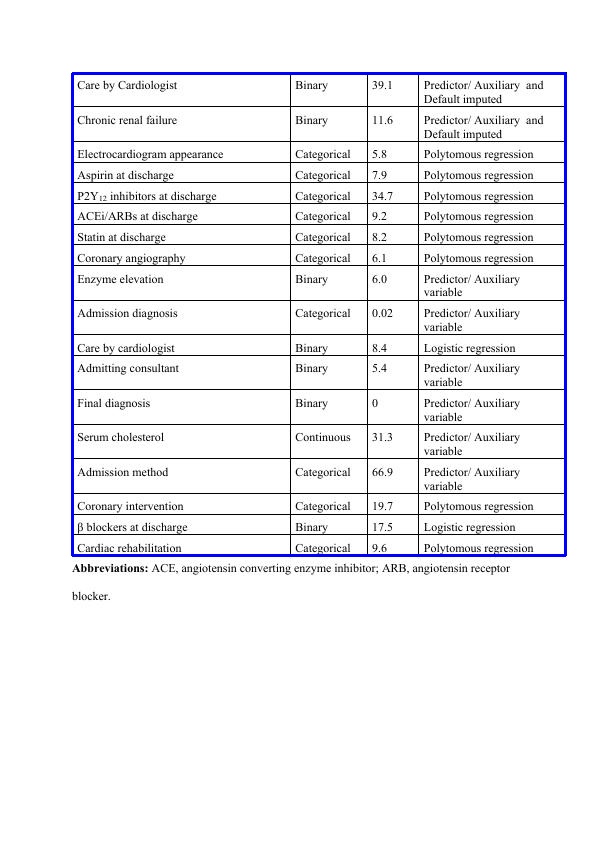 Care by Cardiologist Binary 39.1 Predictor/ Auxiliary and
Default imputed
Chronic renal failure Binary 11.6 Predictor/ Auxiliary and
Default imputed
Electrocardiogram appearance Categorical 5.8 Polytomous regression
Aspirin at discharge Categorical 7.9 Polytomous regression
P2Y₁₂ inhibitors at discharge Categorical 34.7 Polytomous regression
ACEi/ARBs at discharge Categorical 9.2 Polytomous regression
Statin at discharge Categorical 8.2 Polytomous regression
Coronary angiography Categorical 6.1 Polytomous regression
Enzyme elevation Binary 6.0 Predictor/ Auxiliary
variable
Admission diagnosis Categorical 0.02 Predictor/ Auxiliary
variable
Care by cardiologist Binary 8.4 Logistic regression
Admitting consultant Binary 5.4 Predictor/ Auxiliary
variable
Final diagnosis Binary 0 Predictor/ Auxiliary
variable
Serum cholesterol Continuous 31.3 Predictor/ Auxiliary
variable
Admission method Categorical 66.9 Predictor/ Auxiliary
variable
Coronary intervention Categorical 19.7 Polytomous regression
β blockers at discharge Binary 17.5 Logistic regression
Cardiac rehabilitation Categorical 9.6 Polytomous regression
Abbreviations: ACE, angiotensin converting enzyme inhibitor; ARB, angiotensin receptor
blocker.